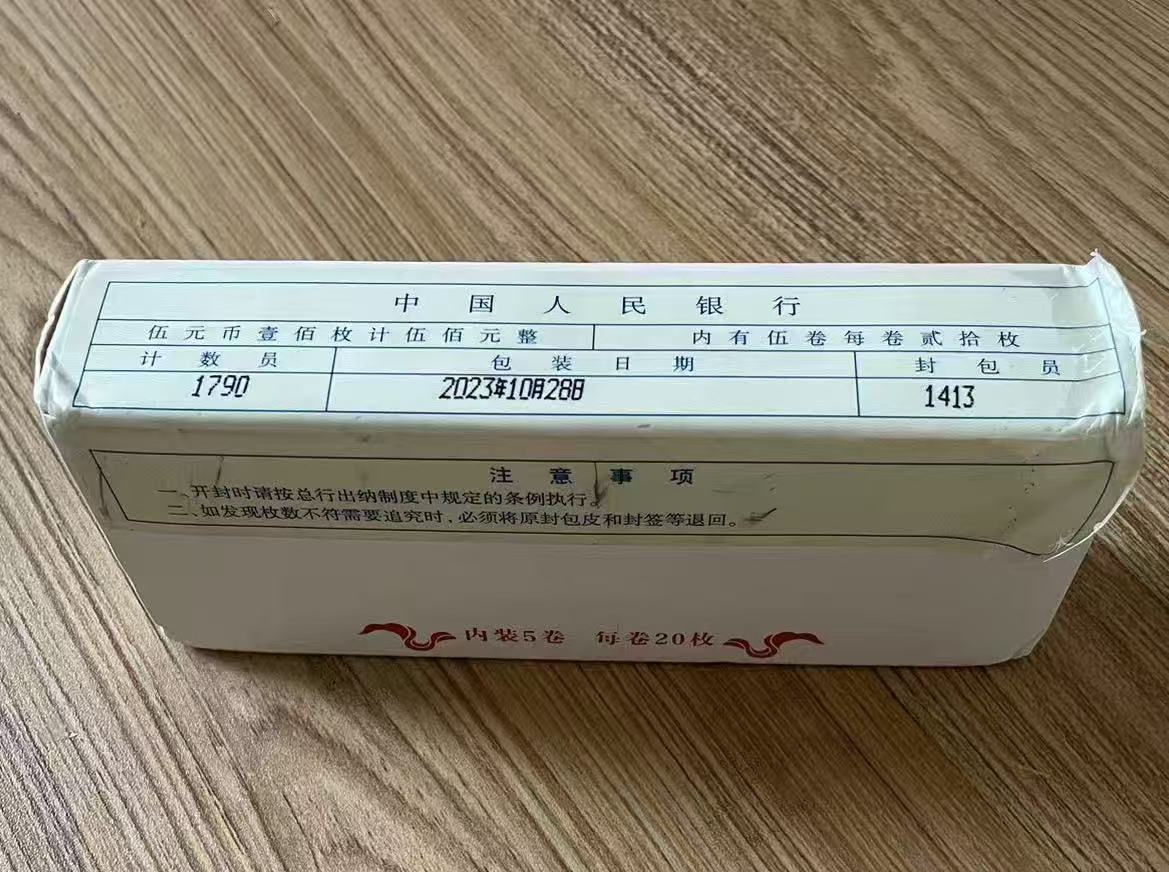 中国人民银行
伍元币壹佰枚计伍佰元整 内有伍卷每卷贰拾枚
计数员 包装日期 封包员
1790 2023年10月28日 1413
注意事项
一、开封时请按总行出纳制度中规定的条例执行。
二、如发现枚数不符需要追究时，必须将原封包皮和封签等退回。
内装5卷 每卷20枚